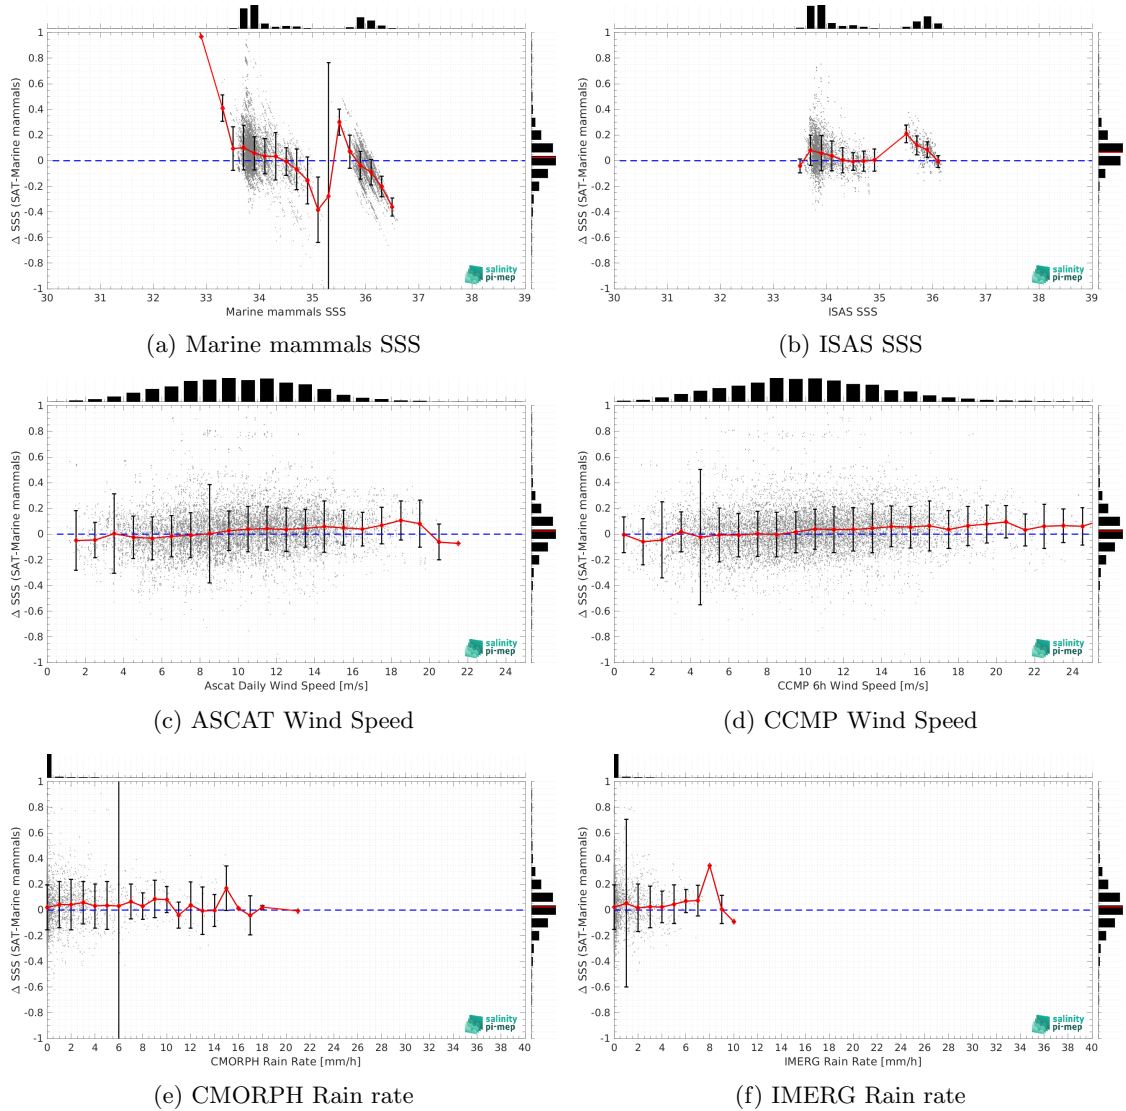 1
0.8
0.6
0.4
0.2
0
-0.2
-0.4
-0.6
-0.8
-1
Δ SSS (SAT-Marine mammals)
30 31 32 33 34 35 36 37 38 39
Marine mammals SSS
salinity
pi-mep
(a) Marine mammals SSS
1
0.8
0.6
0.4
0.2
0
-0.2
-0.4
-0.6
-0.8
-1
Δ SSS (SAT-Marine mammals)
30 31 32 33 34 35 36 37 38 39
ISAS SSS
salinity
pi-mep
(b) ISAS SSS
1
0.8
0.6
0.4
0.2
0
-0.2
-0.4
-0.6
-0.8
-1
Δ SSS (SAT-Marine mammals)
0 2 4 6 8 10 12 14 16 18 20 22 24
Ascat Daily Wind Speed [m/s]
salinity
pi-mep
(c) ASCAT Wind Speed
1
0.8
0.6
0.4
0.2
0
-0.2
-0.4
-0.6
-0.8
-1
Δ SSS (SAT-Marine mammals)
0 2 4 6 8 10 12 14 16 18 20 22 24
CCMP 6h Wind Speed [m/s]
salinity
pi-mep
(d) CCMP Wind Speed
1
0.8
0.6
0.4
0.2
0
-0.2
-0.4
-0.6
-0.8
-1
Δ SSS (SAT-Marine mammals)
0 2 4 6 8 10 12 14 16 18 20 22 24 26 28 30 32 34 36 38 40
CMORPH Rain Rate [mm/h]
salinity
pi-mep
(e) CMORPH Rain rate
1
0.8
0.6
0.4
0.2
0
-0.2
-0.4
-0.6
-0.8
-1
Δ SSS (SAT-Marine mammals)
0 2 4 6 8 10 12 14 16 18 20 22 24 26 28 30 32 34 36 38 40
IMERG Rain Rate [mm/h]
salinity
pi-mep
(f) IMERG Rain rate